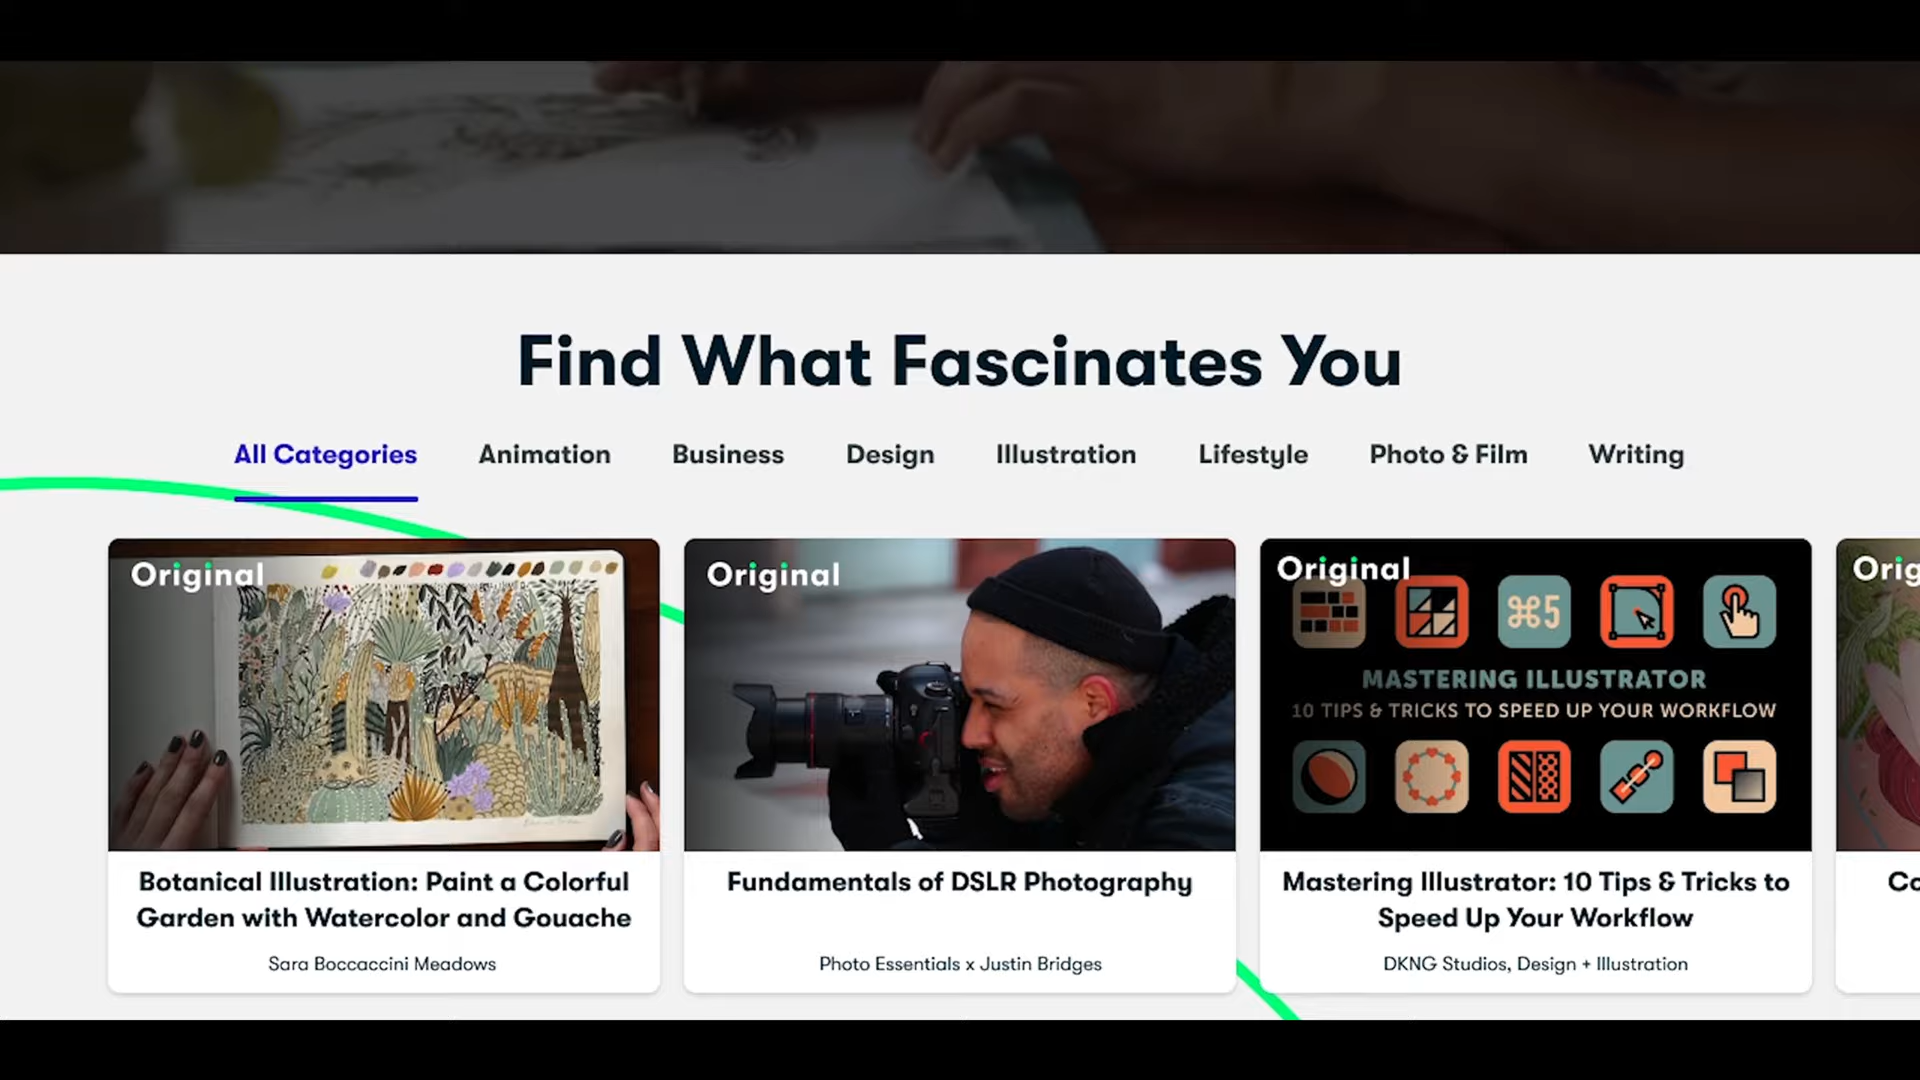 Find What Fascinates You
All Categories Animation Business Design Illustration Lifestyle Photo & Film Writing
Original
Botanical Illustration: Paint a Colorful
Garden with Watercolor and Gouache
Sara Boccaccini Meadows
Original
Fundamentals of DSLR Photography
Photo Essentials x Justin Bridges
Original
⌘5
MASTERING ILLUSTRATOR
10 TIPS & TRICKS TO SPEED UP YOUR WORKFLOW
Mastering Illustrator: 10 Tips & Tricks to
Speed Up Your Workflow
DKNG Studios, Design + Illustration
Orig
Co